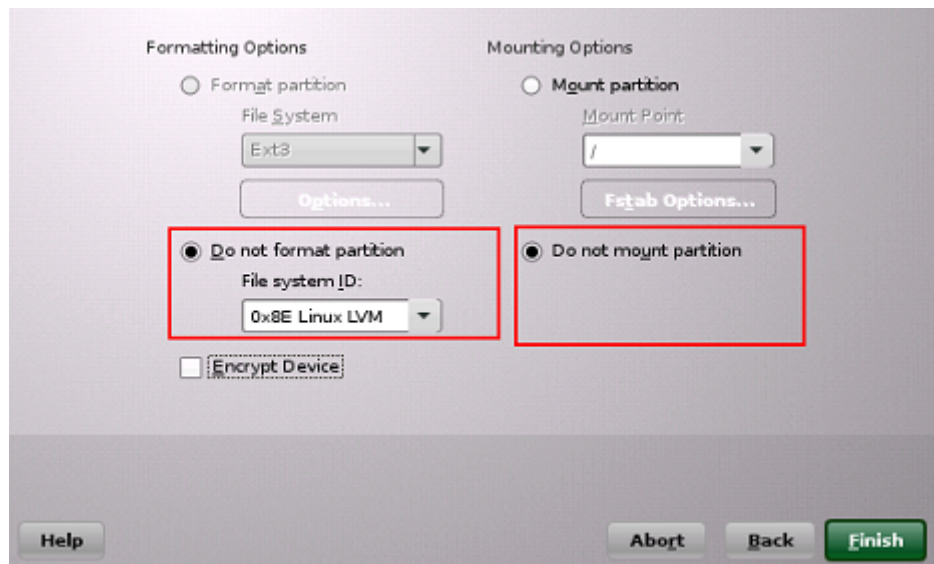 Formatting Options
Format partition
File System
Ext3
Options...
Do not format partition
File system ID:
0x8E Linux LVM
Encrypt Device
Mounting Options
Mount partition
Mount Point
/
Fstab Options...
Do not mount partition
Help
Abort
Back
Finish